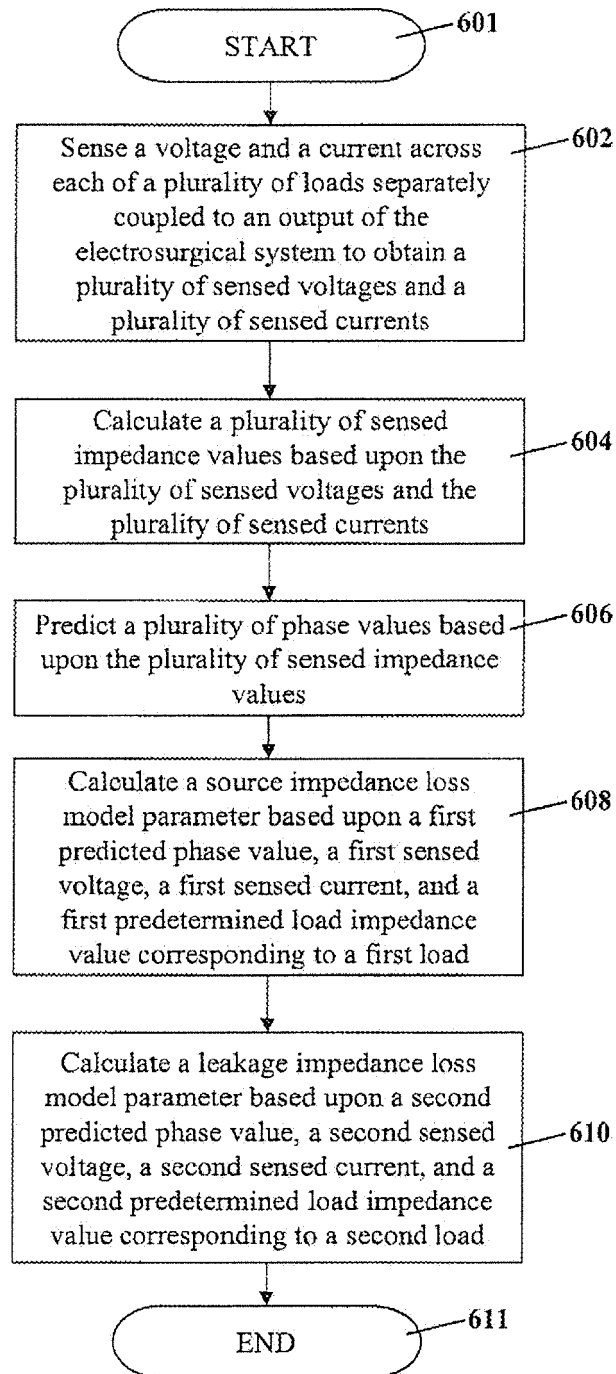 START
601
Sense a voltage and a current across
each of a plurality of loads separately
coupled to an output of the
electrosurgical system to obtain a
plurality of sensed voltages and a
plurality of sensed currents
602
Calculate a plurality of sensed
impedance values based upon the
plurality of sensed voltages and the
plurality of sensed currents
604
Predict a plurality of phase values based
upon the plurality of sensed impedance
values
606
Calculate a source impedance loss
model parameter based upon a first
predicted phase value, a first sensed
voltage, a first sensed current, and a
first predetermined load impedance
value corresponding to a first load
608
Calculate a leakage impedance loss
model parameter based upon a second
predicted phase value, a second sensed
voltage, a second sensed current, and a
second predetermined load impedance
value corresponding to a second load
610
END
611